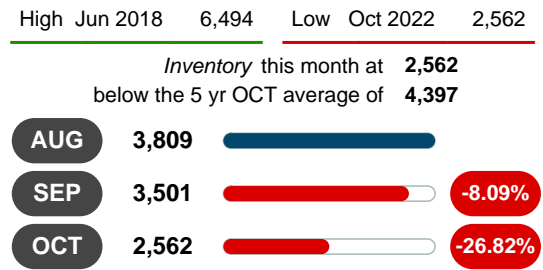 High Jun 2018 6,494 Low Oct 2022 2,562
Inventory this month at 2,562
below the 5 yr OCT average of 4,397
AUG 3,809
SEP 3,501 -8.09%
OCT 2,562 -26.82%